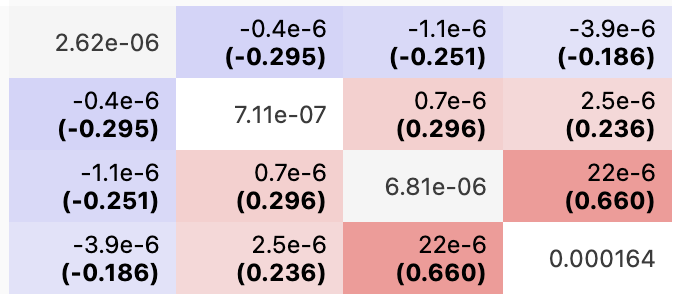 2.62e-06 -0.4e-6 -1.1e-6 -3.9e-6
(-0.295) (-0.251) (-0.186)
-0.4e-6 7.11e-07 0.7e-6 2.5e-6
(-0.295) (0.296) (0.236)
-1.1e-6 0.7e-6 6.81e-06 22e-6
(-0.251) (0.296) (0.660)
-3.9e-6 2.5e-6 22e-6 0.000164
(-0.186) (0.236) (0.660)